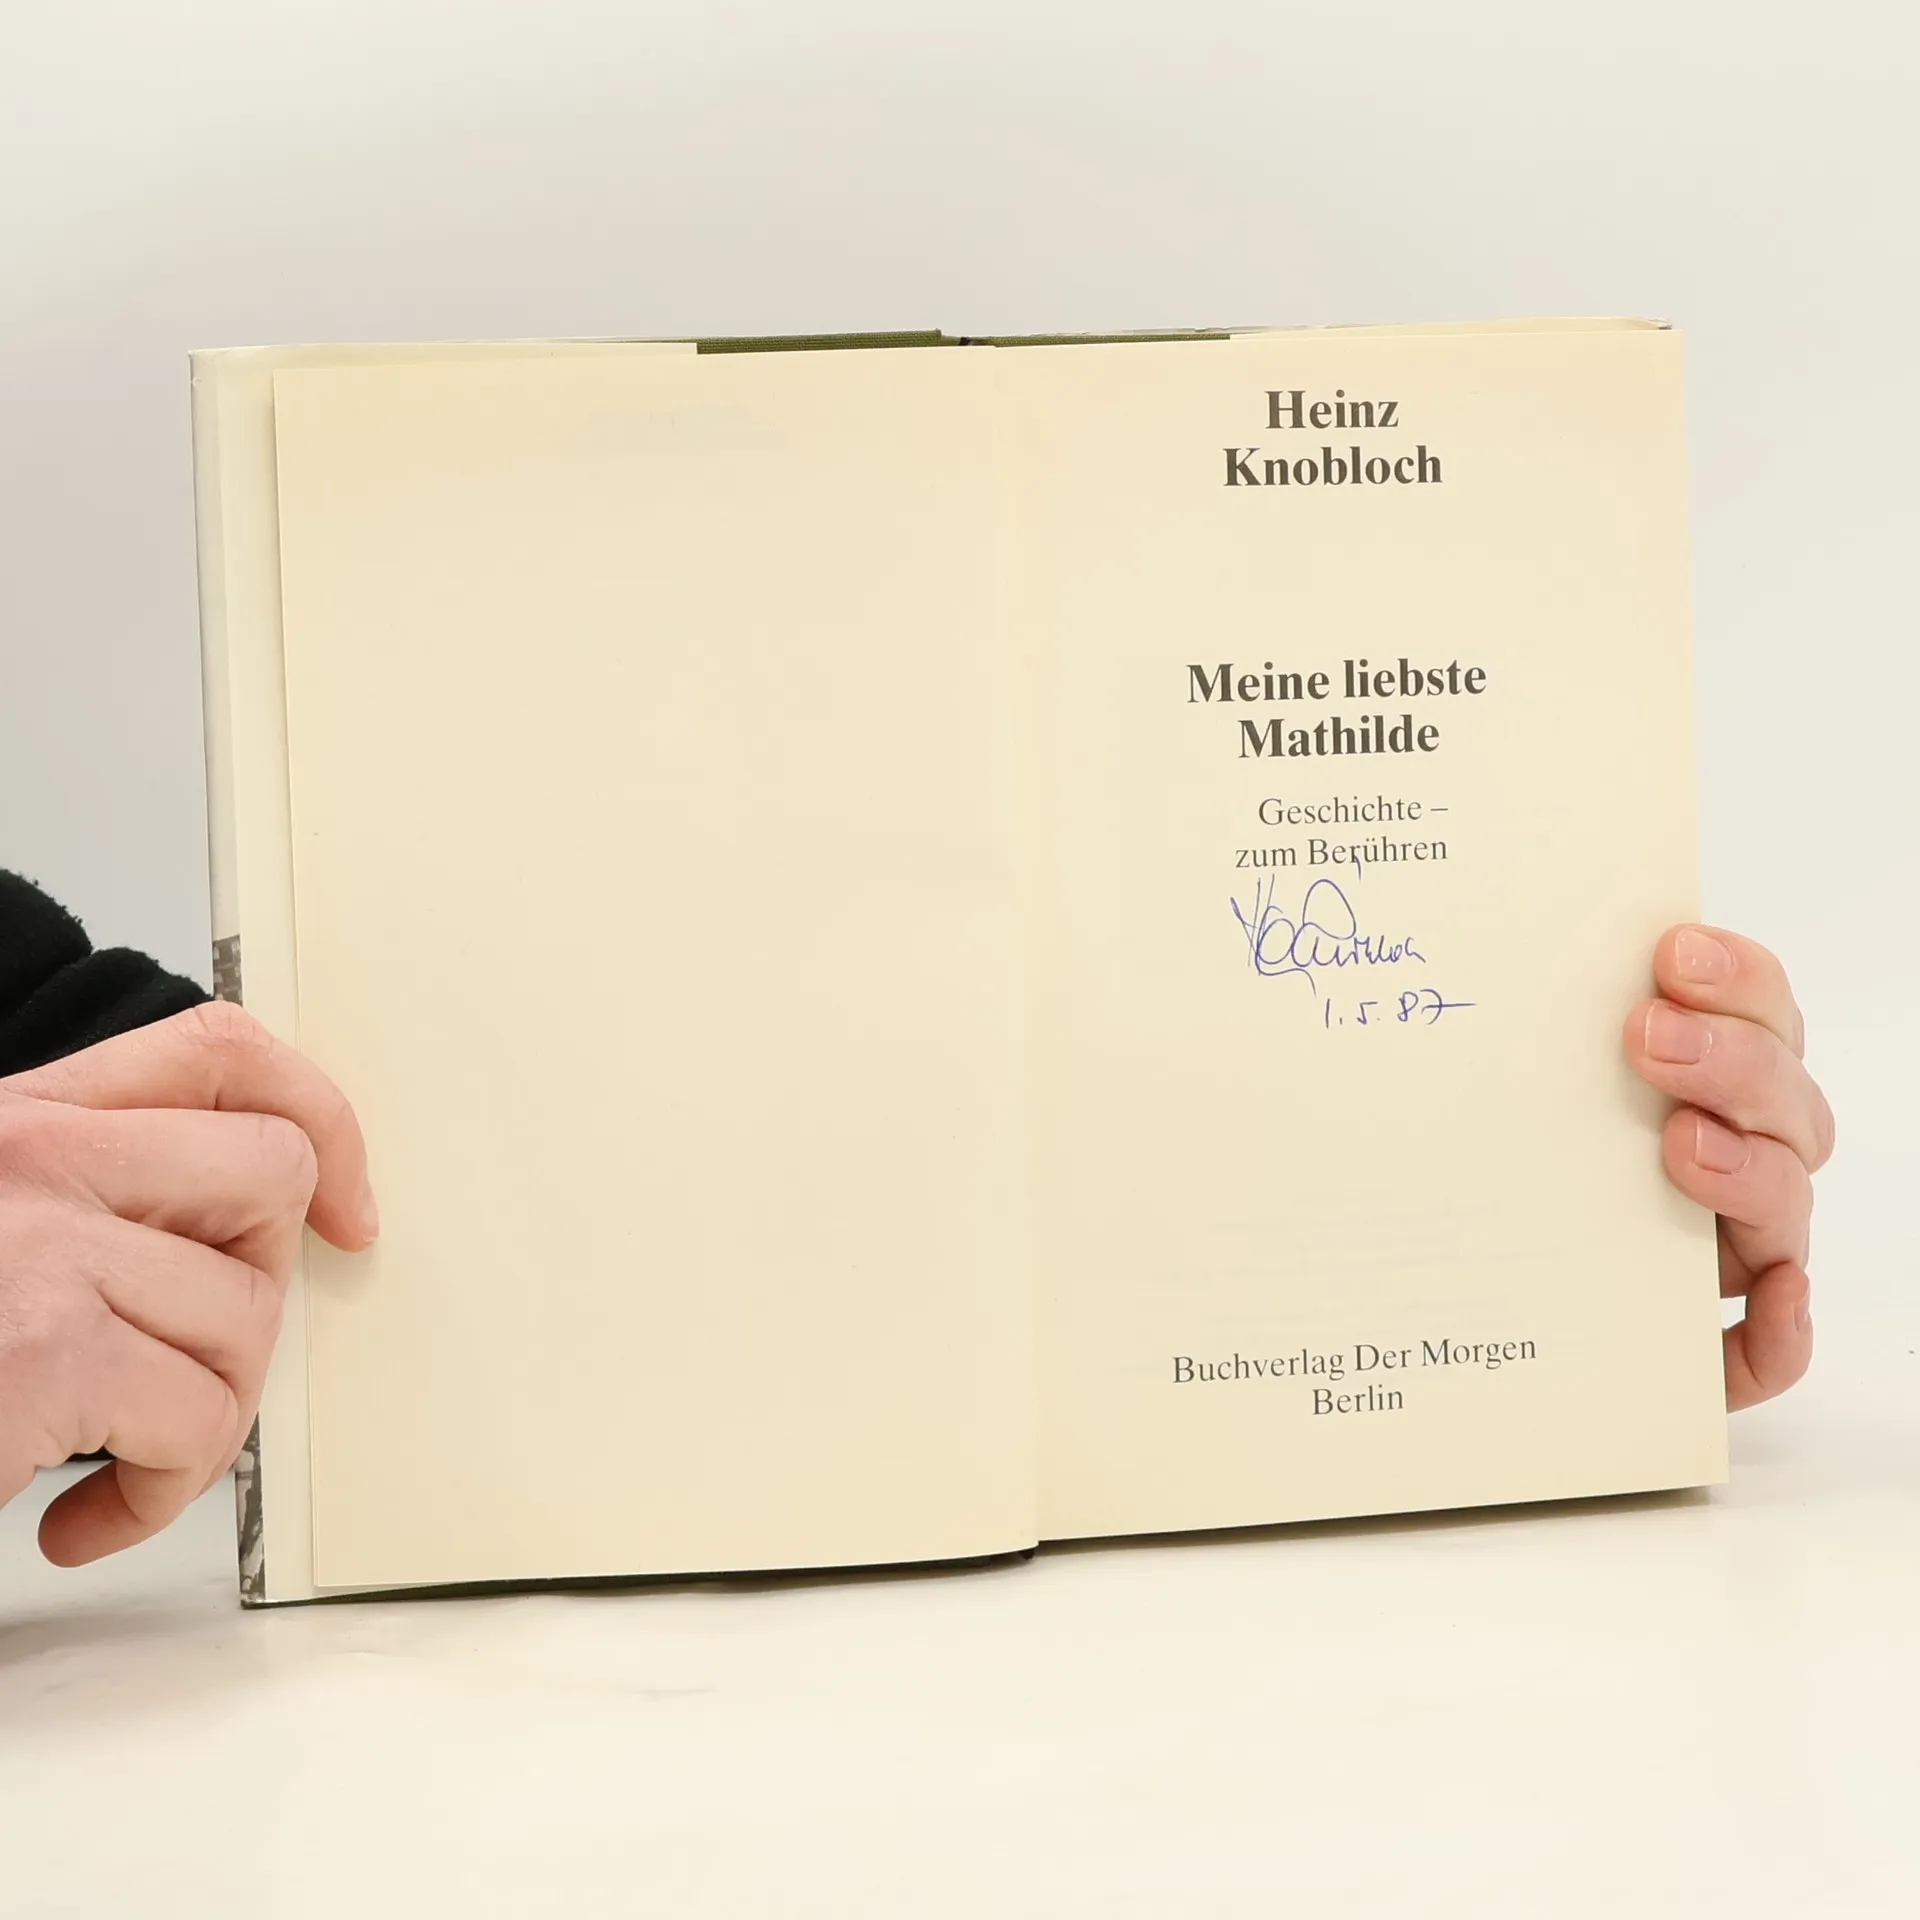 Heinz
Knobloch
Meine liebste
Mathilde
Geschichte –
zum Berühren
1. 5. 87
Buchverlag Der Morgen
Berlin